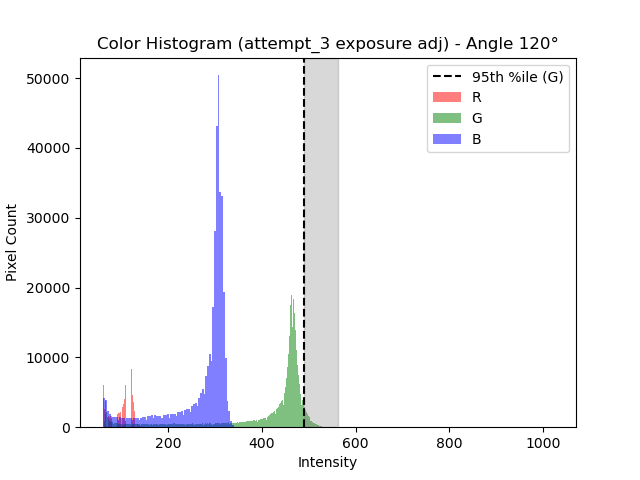 Color Histogram (attempt_3 exposure adj) - Angle 120°
95th %ile (G)
R
G
B
50000
40000
30000
20000
10000
0
Pixel Count
200
400
600
800
1000
Intensity